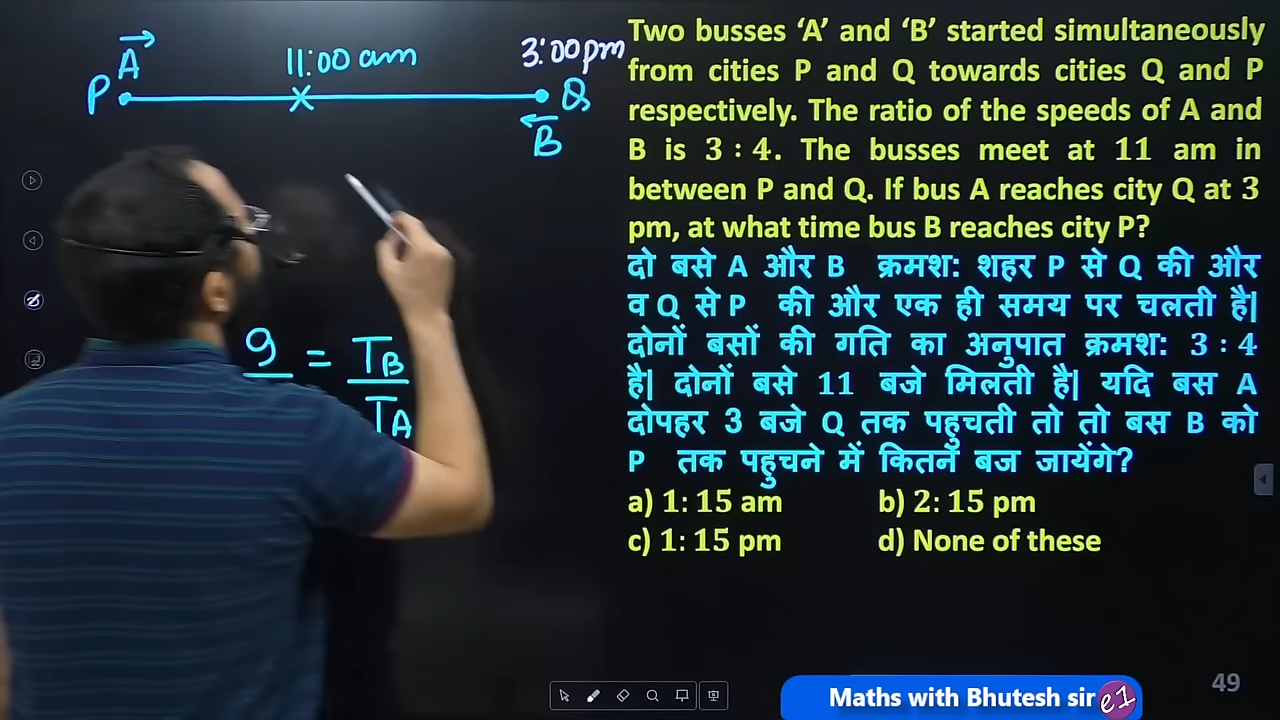 A
11:00 am
3:00pm
P
Q
B
9 = TB
TA
Two busses ‘A’ and ‘B’ started simultaneously
from cities P and Q towards cities Q and P
respectively. The ratio of the speeds of A and
B is 3 : 4. The busses meet at 11 am in
between P and Q. If bus A reaches city Q at 3
pm, at what time bus B reaches city P?
दो बसे A और B क्रमश: शहर P से Q की और
व Q से P की और एक ही समय पर चलती है|
दोनों बसों की गति का अनुपात क्रमश: 3 : 4
है| दोनों बसे 11 बजे मिलती है| यदि बस A
दोपहर 3 बजे Q तक पहुचती तो तो बस B को
P तक पहुचने में कितने बज जायेंगे?
a) 1: 15 am b) 2: 15 pm
c) 1: 15 pm d) None of these
49
Maths with Bhutesh sir e1